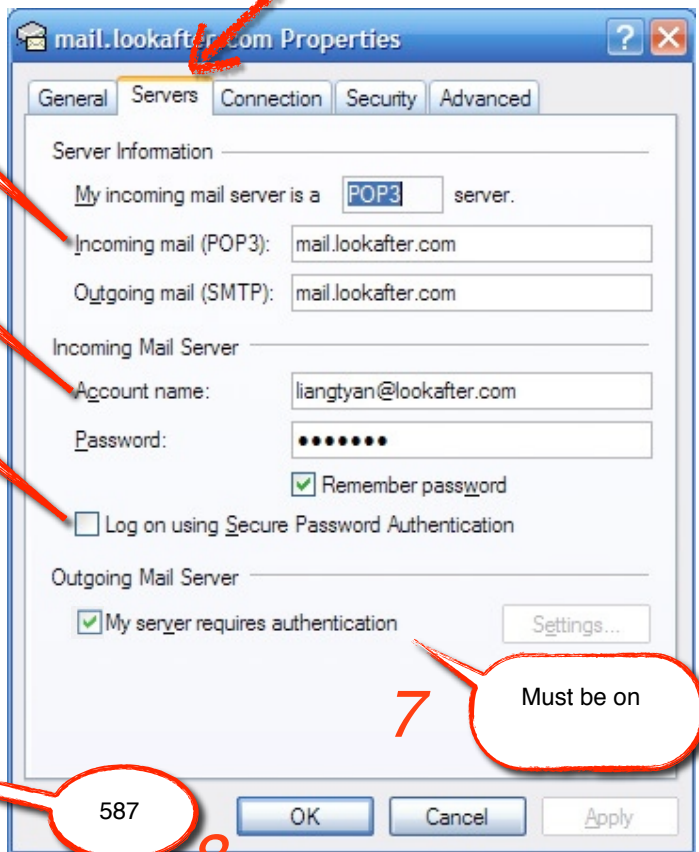 mail.lookafter.com Properties
General Servers Connection Security Advanced
Server Information
My incoming mail server is a POP3 server.
Incoming mail (POP3): mail.lookafter.com
Outgoing mail (SMTP): mail.lookafter.com
Incoming Mail Server
Account name: liangtyan@lookafter.com
Password: •••••••
Remember password
Log on using Secure Password Authentication
Outgoing Mail Server
My server requires authentication Settings...
7 Must be on
587
OK Cancel Apply